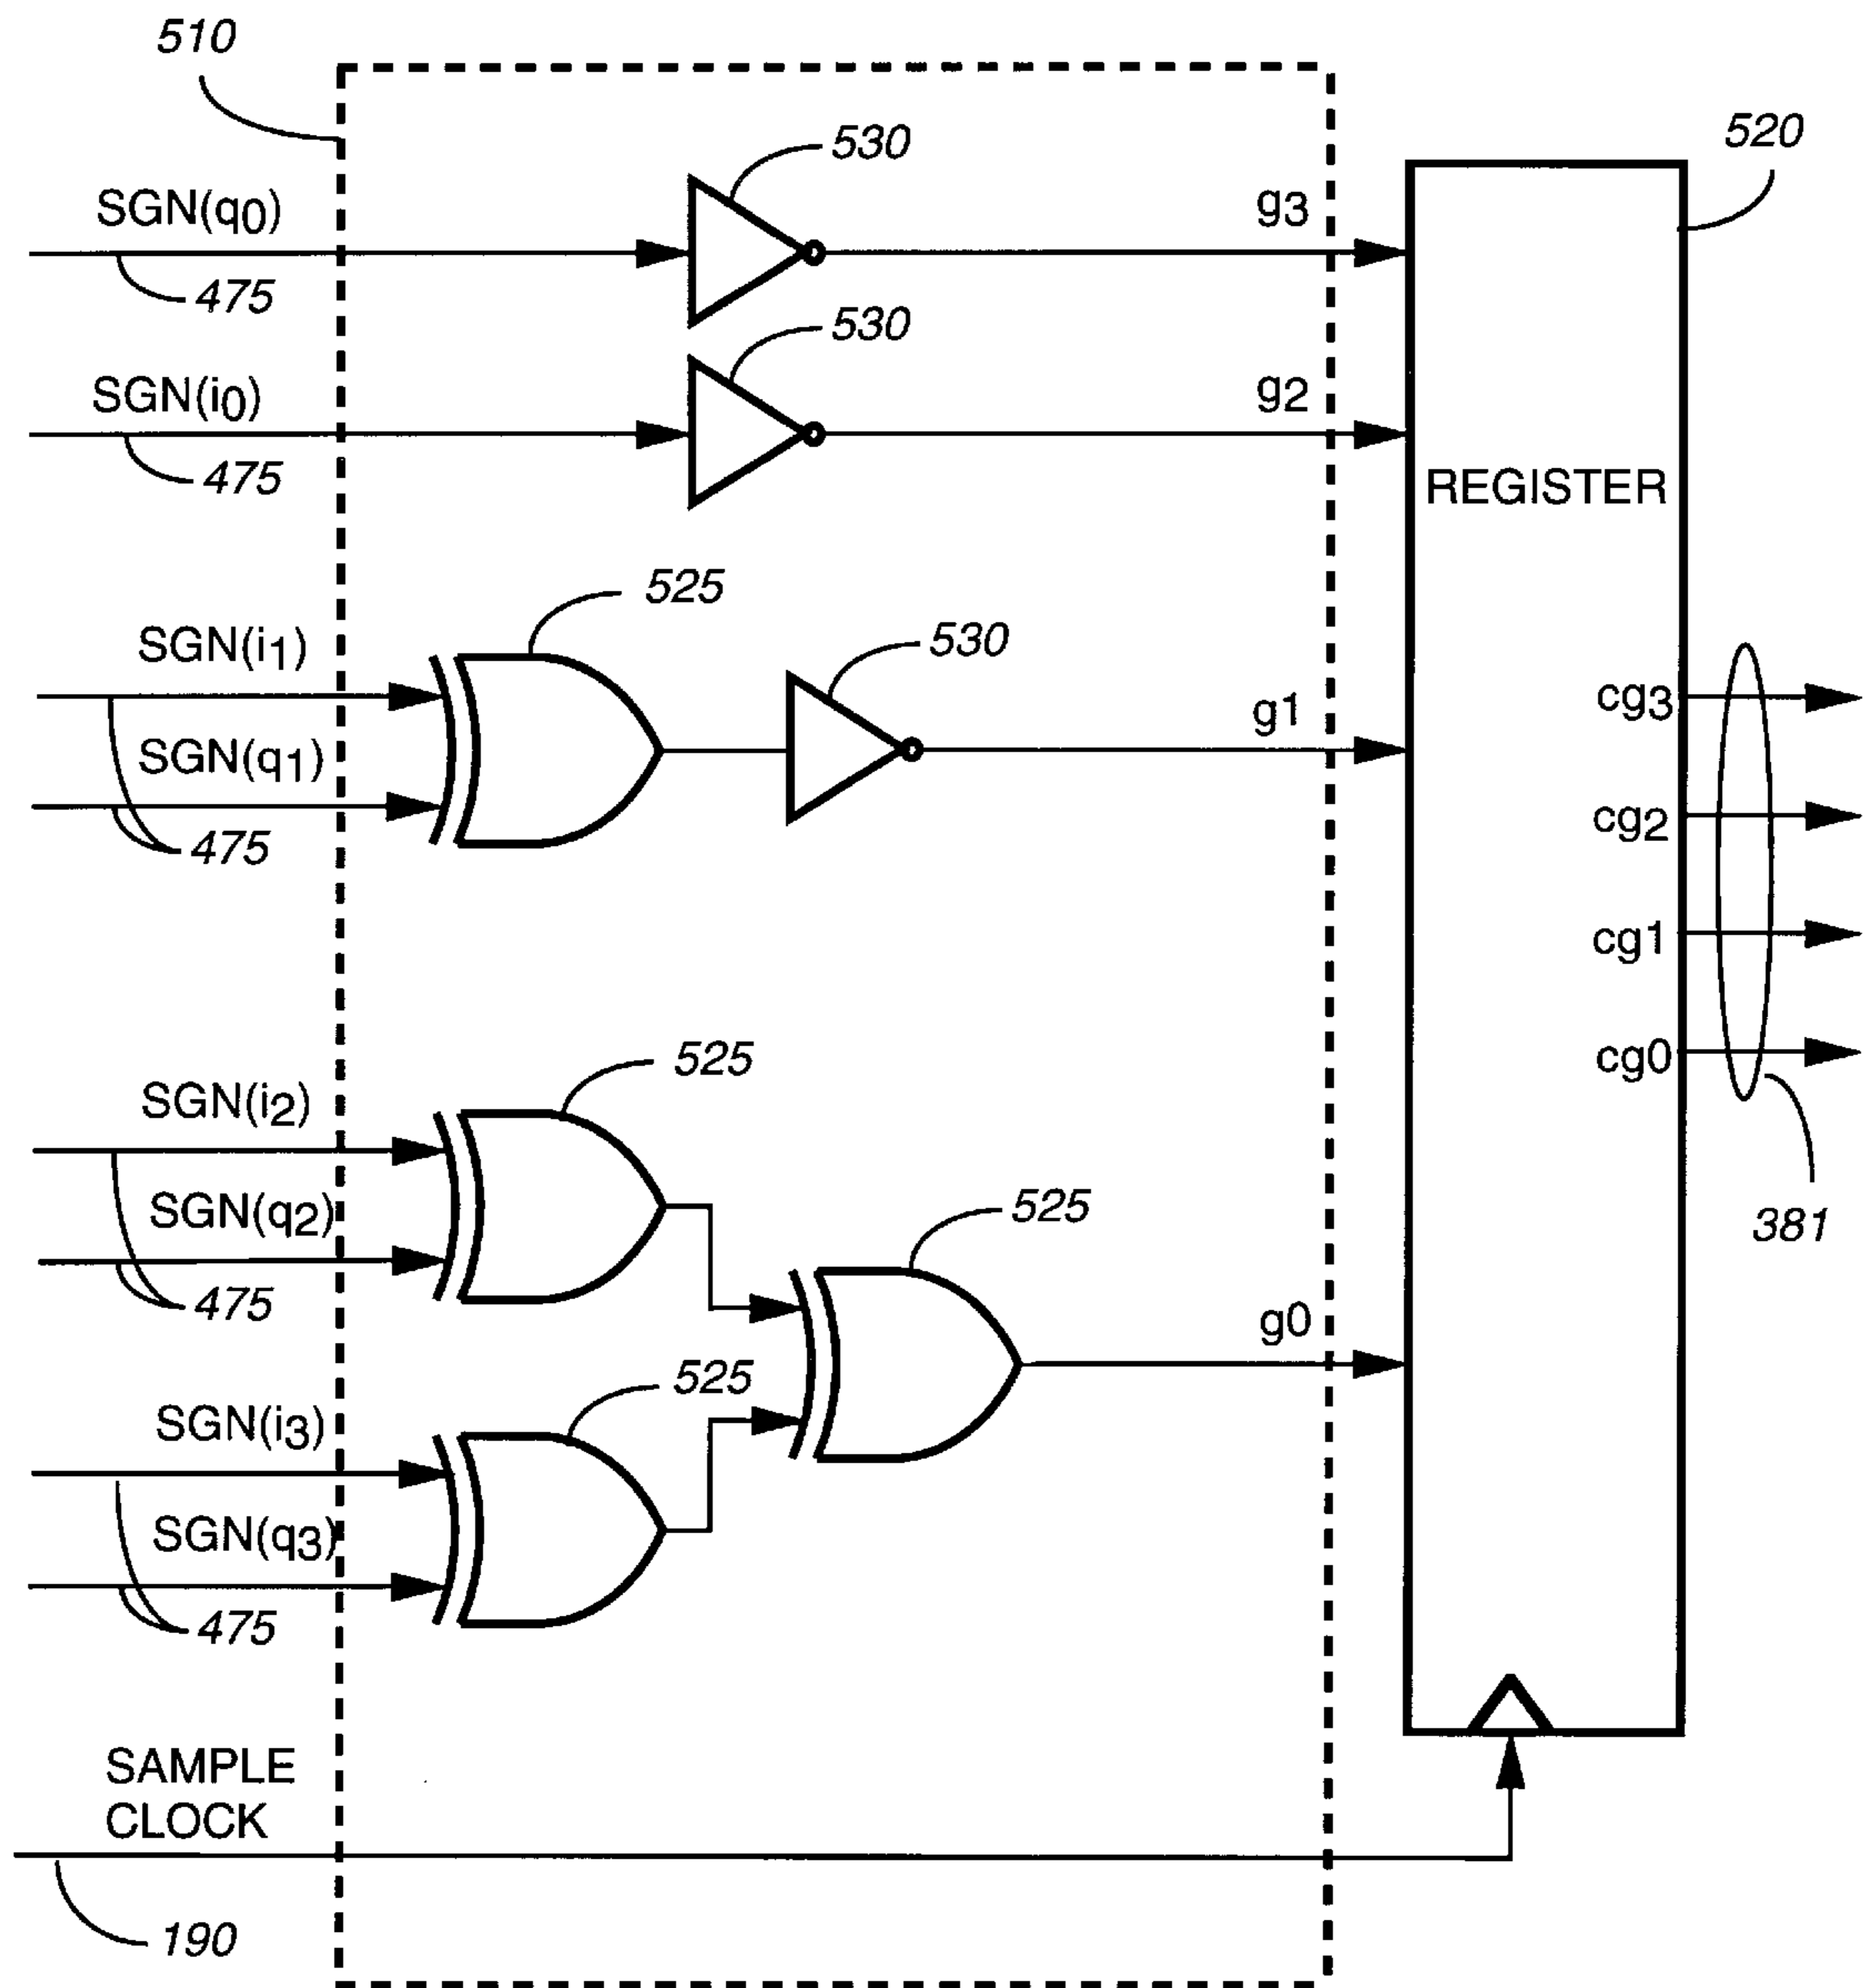 510
530
520
SGN(q0)
g3
475
530
SGN(i0)
g2
475
REGISTER
525
530
SGN(i1)
g1
cg3
SGN(q1)
475
cg2
cg1
525
cg0
SGN(i2)
525
SGN(q2)
381
475
g0
525
SGN(i3)
SGN(q3)
475
SAMPLE
CLOCK
190